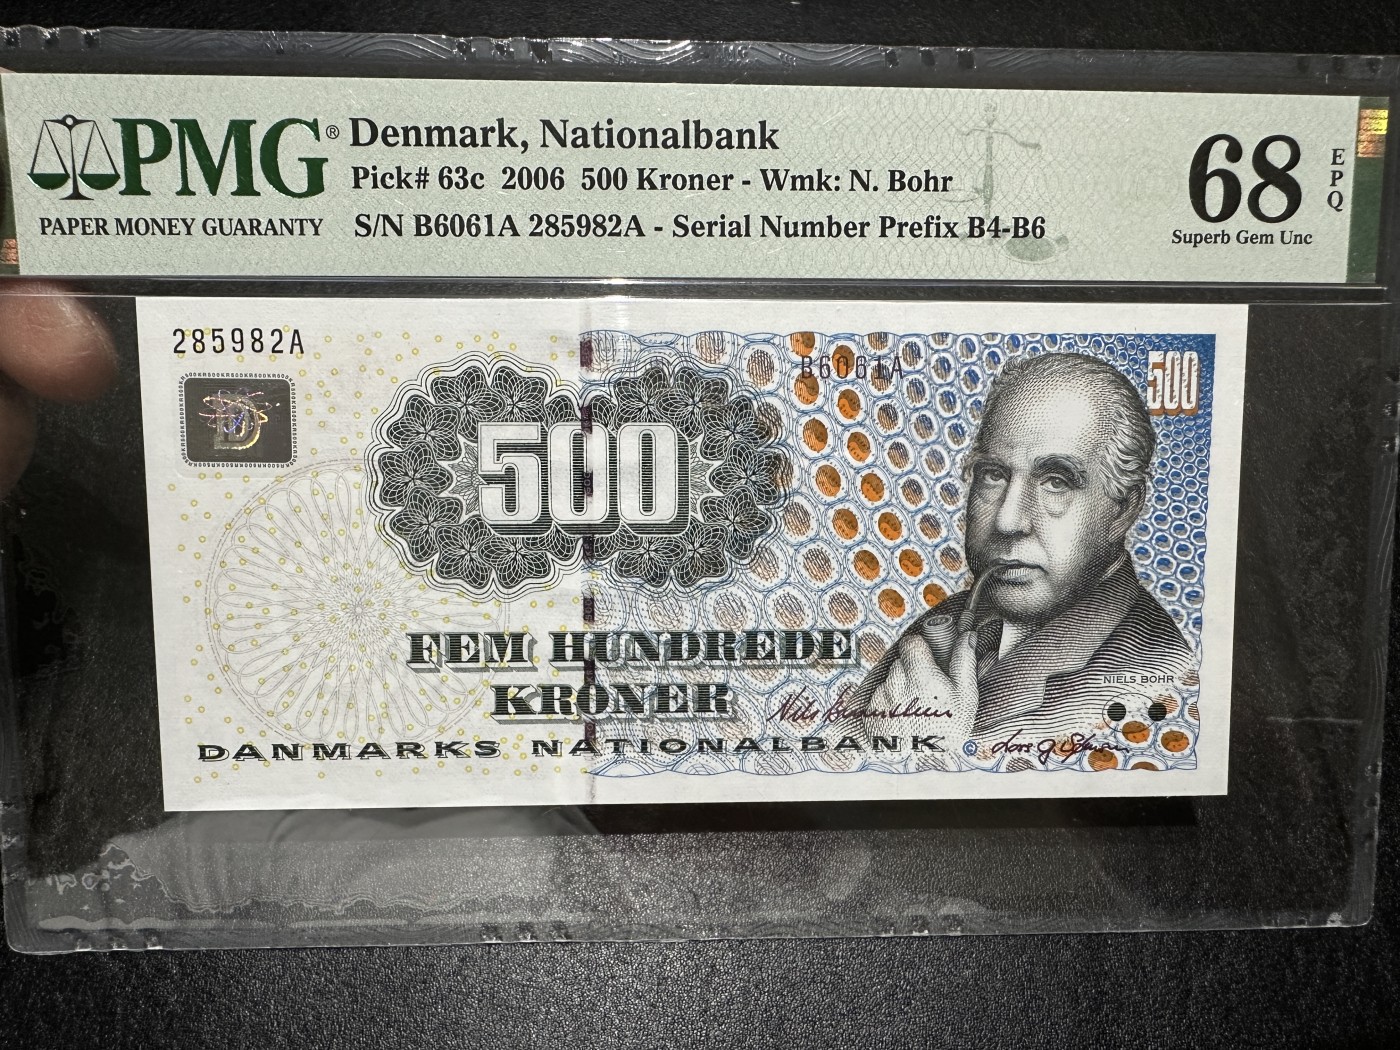 PMG® Denmark, Nationalbank
Pick# 63c 2006 500 Kroner - Wmk: N. Bohr
PAPER MONEY GUARANTY
S/N B6061A 285982A - Serial Number Prefix B4-B6
68
EPQ
Superb Gem Unc
285982A
B6061A
500
500
FEM HUNDREDE
KRONER
NIELS BOHR
DANMARKS NATIONALBANK